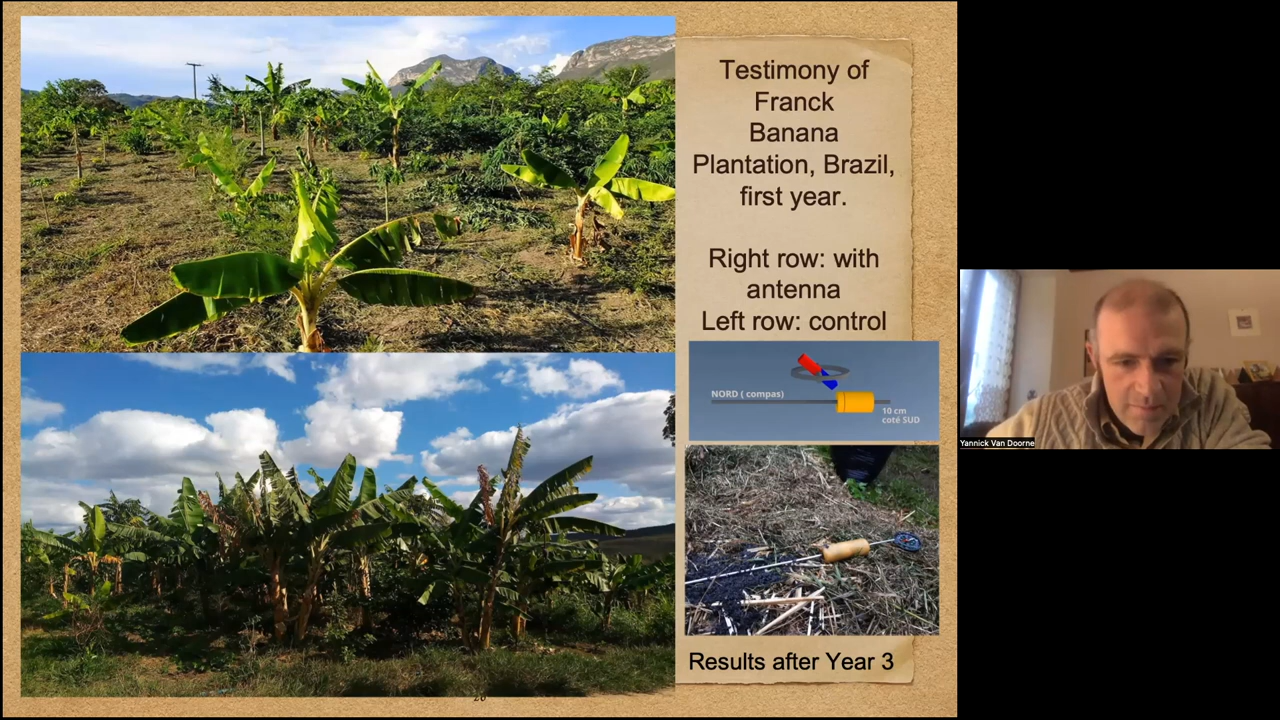 Testimony of
Franck
Banana
Plantation, Brazil,
first year.
Right row: with
antenna
Left row: control
NORD ( compas)
10 cm
coté SUD
Yannick Van Doorne
Results after Year 3